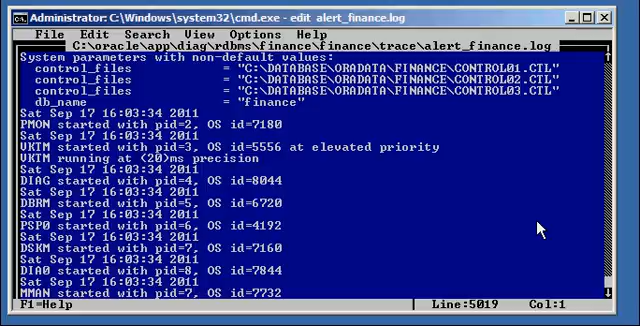 Administrator: C:\Windows\system32\cmd.exe - edit alert_finance.log
File Edit Search View Options Help
C:\oracle\app\diag\rdbms\finance\finance\trace\alert_finance.log
System parameters with non-default values:
control_files = "C:\DATABASE\ORADATA\FINANCE\CONTROL01.CTL"
control_files = "C:\DATABASE\ORADATA\FINANCE\CONTROL02.CTL"
control_files = "C:\DATABASE\ORADATA\FINANCE\CONTROL03.CTL"
db_name = "finance"
Sat Sep 17 16:03:34 2011
PMON started with pid=2, OS id=7180
Sat Sep 17 16:03:34 2011
VKTM started with pid=3, OS id=5556 at elevated priority
VKTM running at (20)ms precision
Sat Sep 17 16:03:34 2011
DIAG started with pid=4, OS id=8044
Sat Sep 17 16:03:34 2011
DBRM started with pid=5, OS id=6720
Sat Sep 17 16:03:34 2011
PSP0 started with pid=6, OS id=4192
Sat Sep 17 16:03:34 2011
DSKM started with pid=7, OS id=7160
Sat Sep 17 16:03:34 2011
DIA0 started with pid=8, OS id=7844
Sat Sep 17 16:03:34 2011
MMAN started with pid=7, OS id=7732
F1=Help Line:5019 Col:1